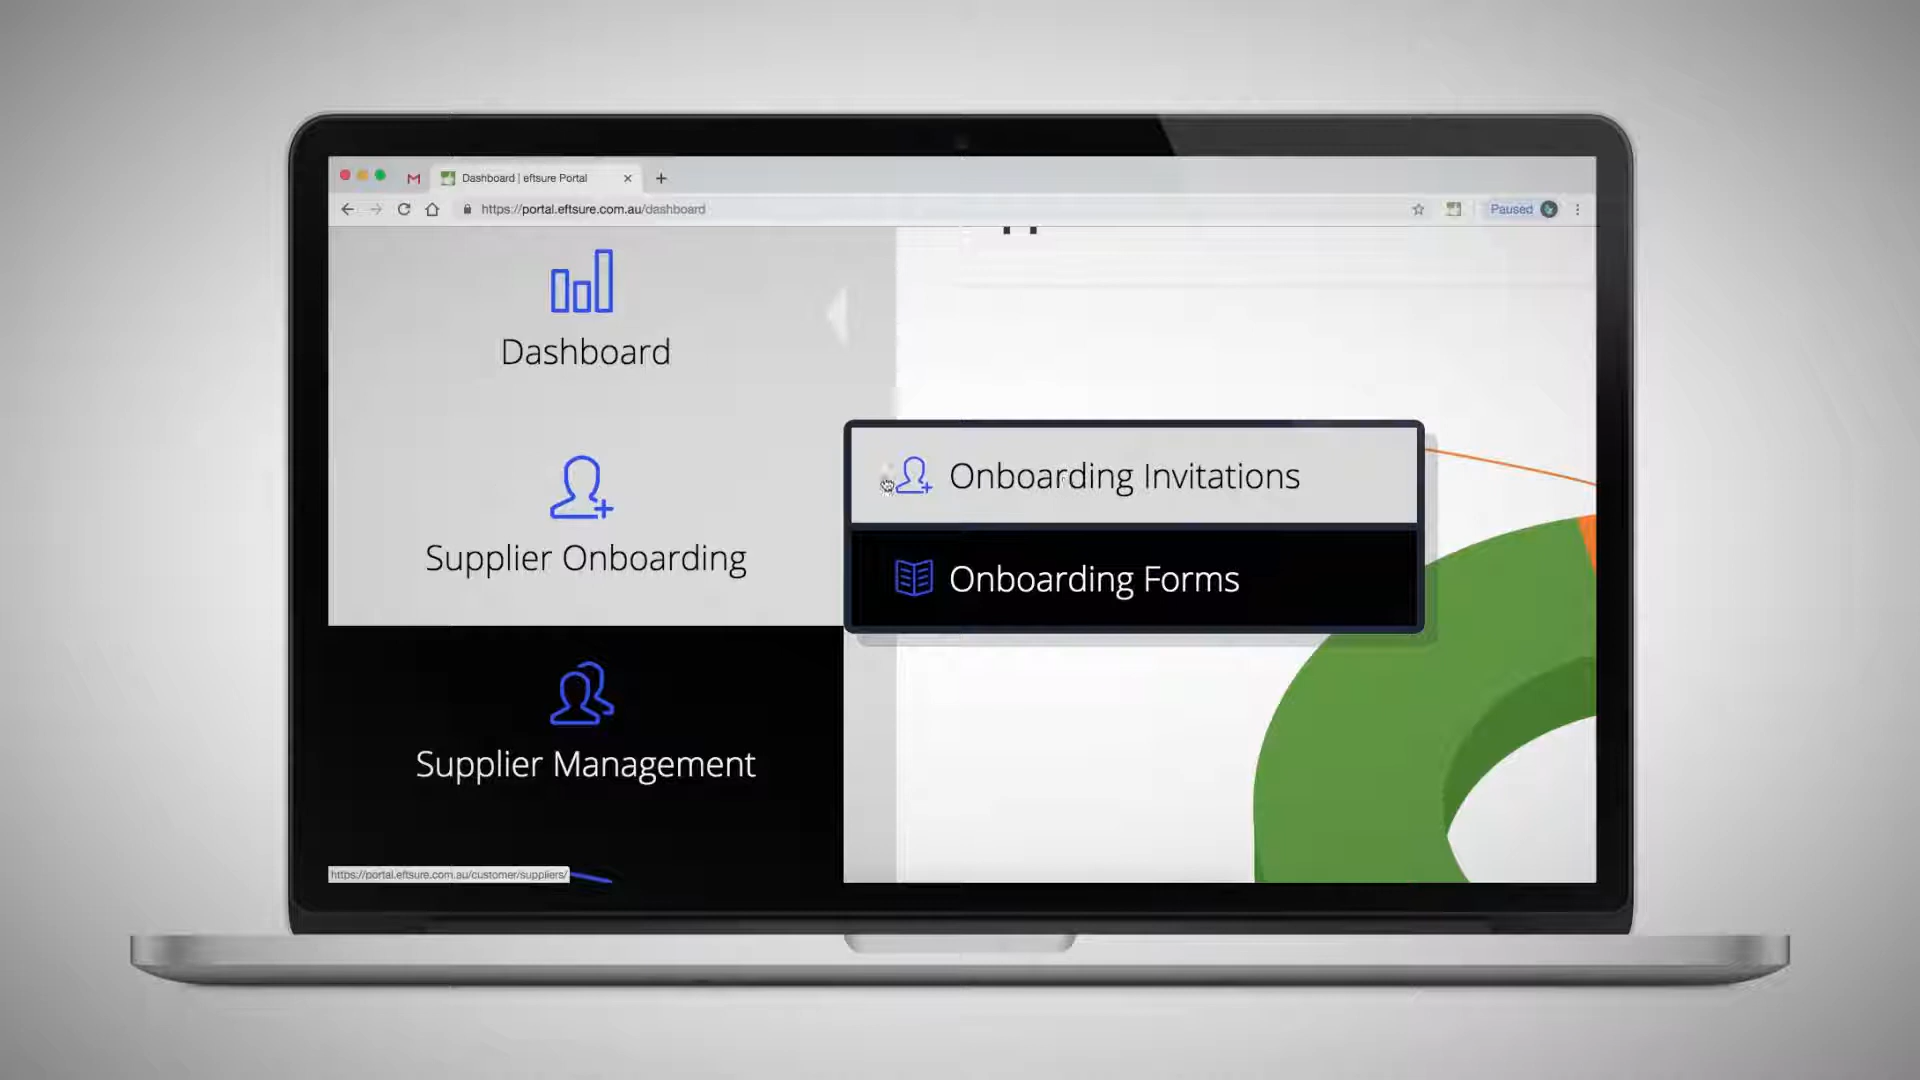 Dashboard | eftsure Portal
https://portal.eftsure.com.au/dashboard
Paused
Dashboard
Supplier Onboarding
Onboarding Invitations
Onboarding Forms
Supplier Management
https://portal.eftsure.com.au/customer/suppliers/